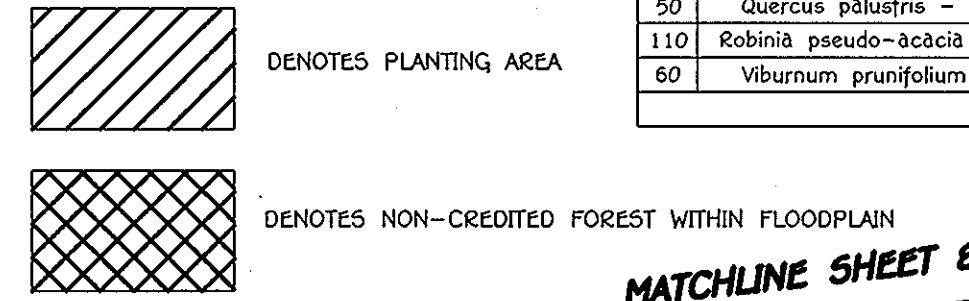 50 Quercus palustris –
DENOTES PLANTING AREA
110 Robinia pseudo-acacia
60 Viburnum prunifolium
DENOTES NON-CREDITED FOREST WITHIN FLOODPLAIN
MATCHLINE SHEET